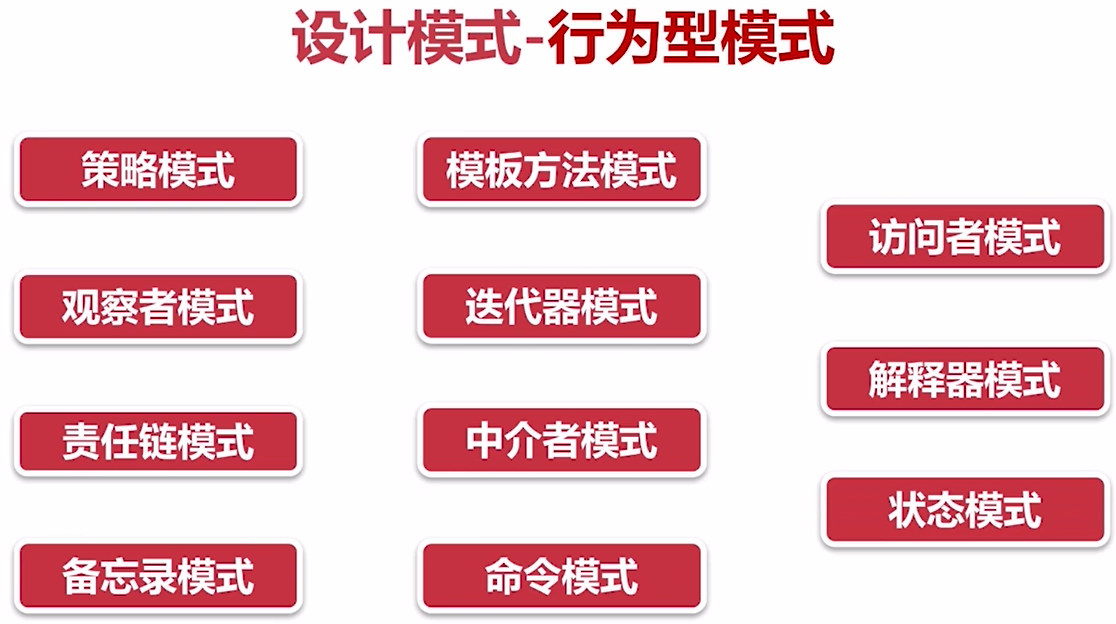 设计模式-行为型模式
策略模式
模板方法模式
访问者模式
观察者模式
迭代器模式
解释器模式
责任链模式
中介者模式
状态模式
备忘录模式
命令模式